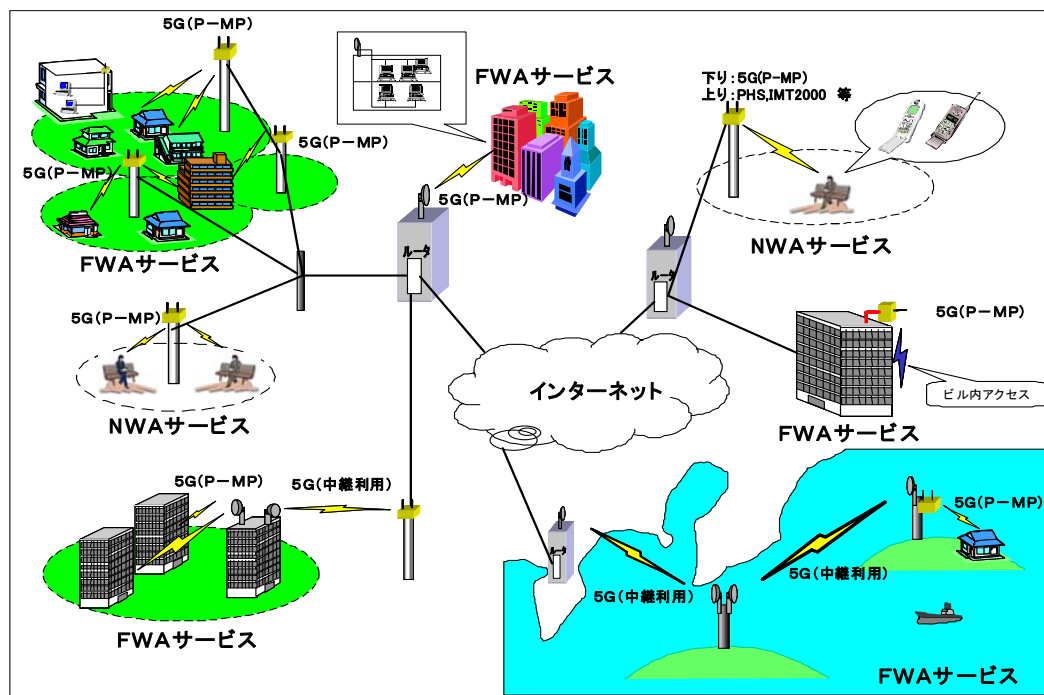 5G(P－MP)
FWAサービス
下り：5G(P-MP)
上り：PHS,IMT2000 等
5G(P－MP)
5G(P－MP)
5G(P－MP)
ルータ
ルータ
NWAサービス
FWAサービス
5G(P－MP)
5G(P－MP)
インターネット
ビル内アクセス
NWAサービス
FWAサービス
5G(P－MP)
5G(中継利用)
5G(P－MP)
ルータ
5G(中継利用)
5G(中継利用)
FWAサービス
FWAサービス